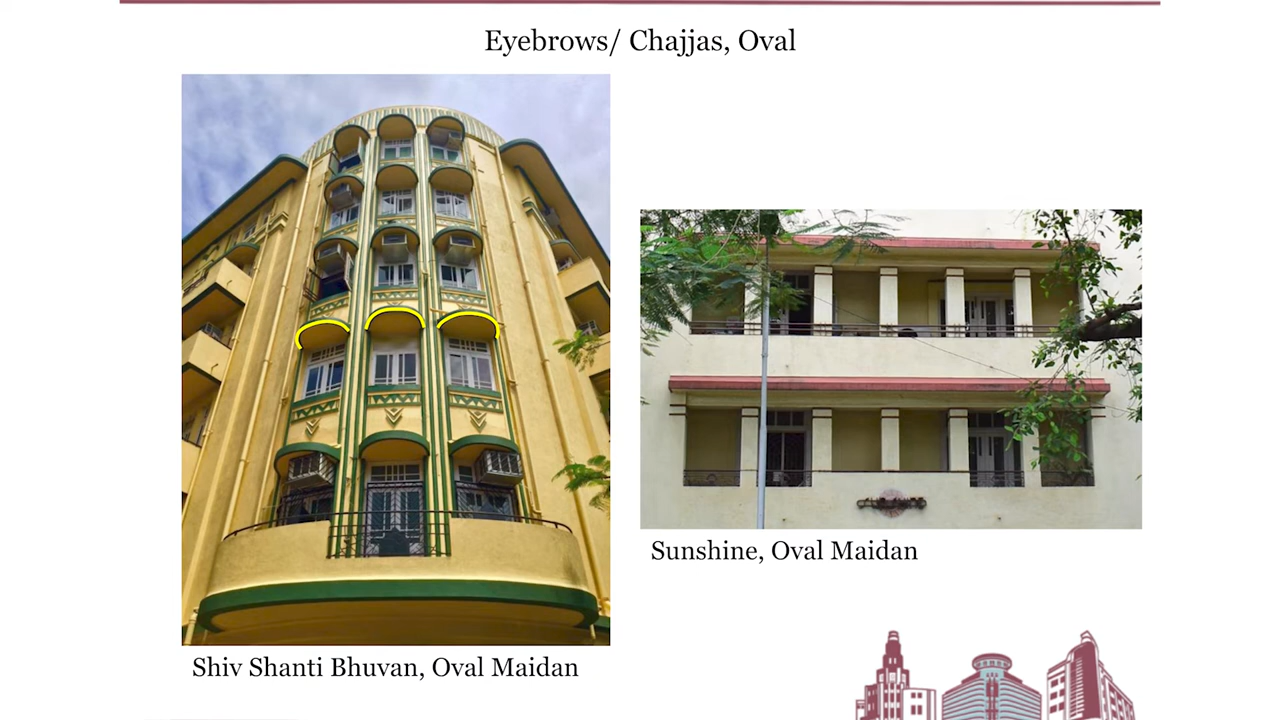 Eyebrows/ Chajjas, Oval
Sunshine, Oval Maidan
Shiv Shanti Bhuvan, Oval Maidan